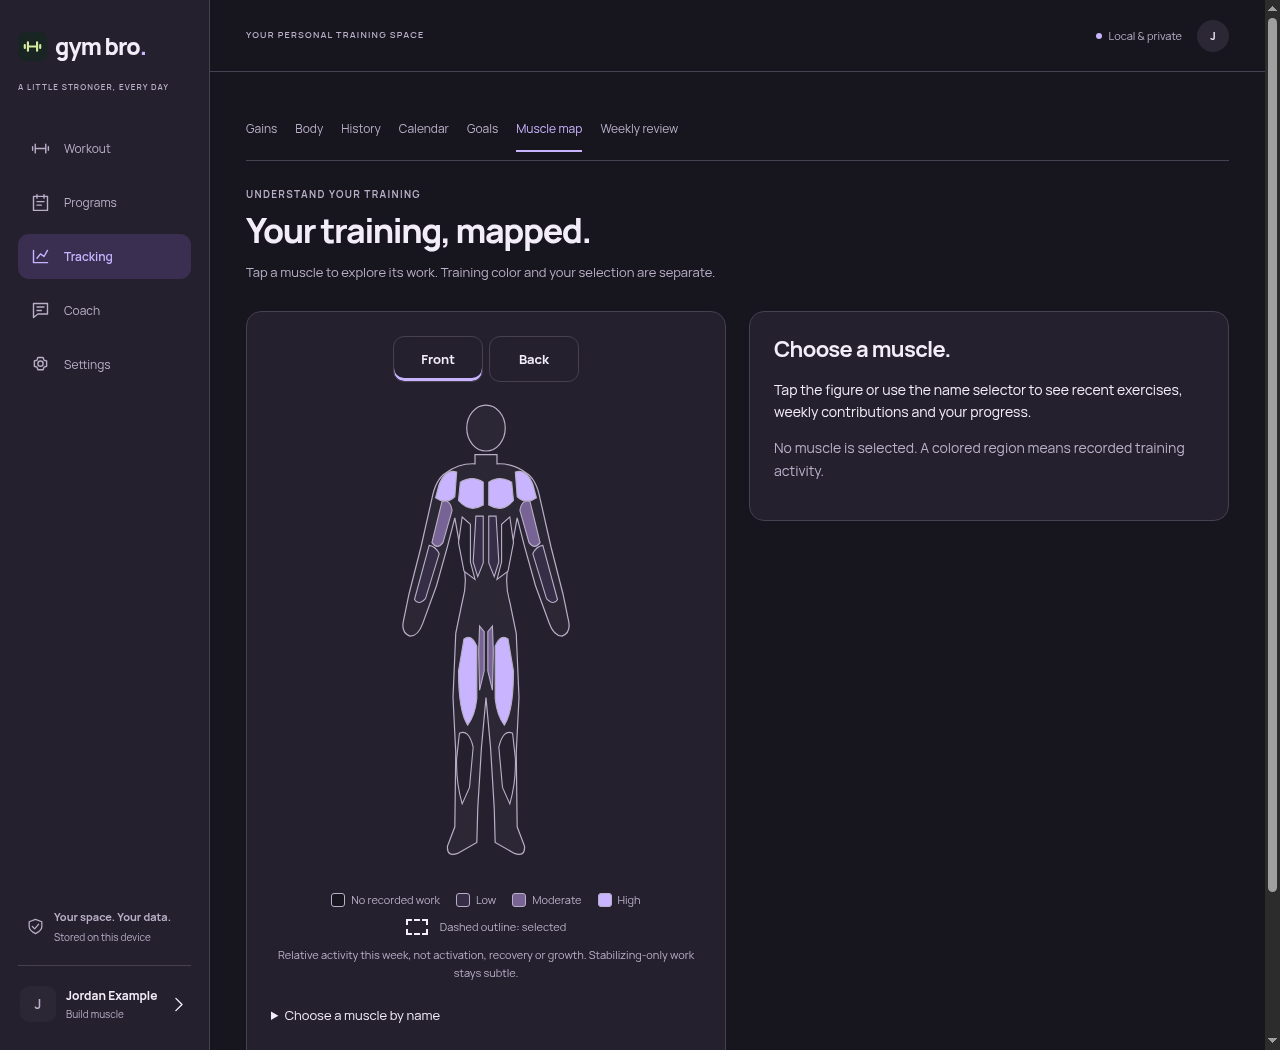 gym bro.
A LITTLE STRONGER, EVERY DAY
Workout
Programs
Tracking
Coach
Settings
Your space. Your data.
Stored on this device
J
Jordan Example
Build muscle
YOUR PERSONAL TRAINING SPACE
Local & private
J
Gains
Body
History
Calendar
Goals
Muscle map
Weekly review
UNDERSTAND YOUR TRAINING
Your training, mapped.
Tap a muscle to explore its work. Training color and your selection are separate.
Front
Back
No recorded work
Low
Moderate
High
Dashed outline: selected
Relative activity this week, not activation, recovery or growth. Stabilizing-only work
stays subtle.
Choose a muscle by name
Choose a muscle.
Tap the figure or use the name selector to see recent exercises,
weekly contributions and your progress.
No muscle is selected. A colored region means recorded training
activity.